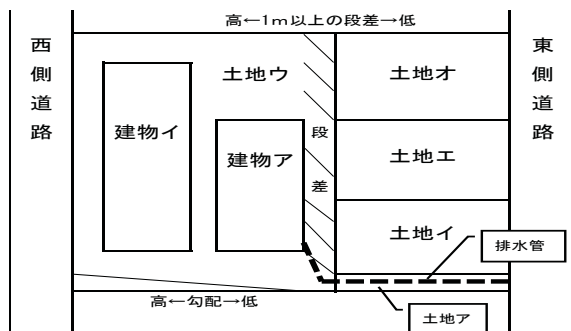 高←1ｍ以上の段差→低
西側道路
東側道路
土地ウ
土地オ
建物イ
建物ア
段差
土地エ
土地イ
排水管
高←勾配→低
土地ア